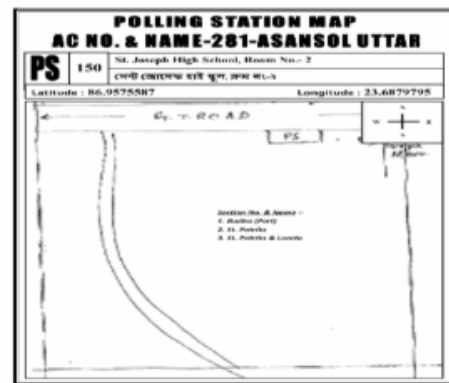 POLLING STATION MAP
AC NO. & NAME-281-ASANSOL UTTAR
PS 150 St. Joseph High School, Room No.- 2
সেন্ট জোসেফ হাই স্কুল, রুম নং-২
Latitude : 86.9575587 Longitude : 23.6879795
G. T. ROAD
N
W E
PS
Section No. & Name :-
1. Budha (Part)
2. St. Patriks
3. St. Patriks & Loreto